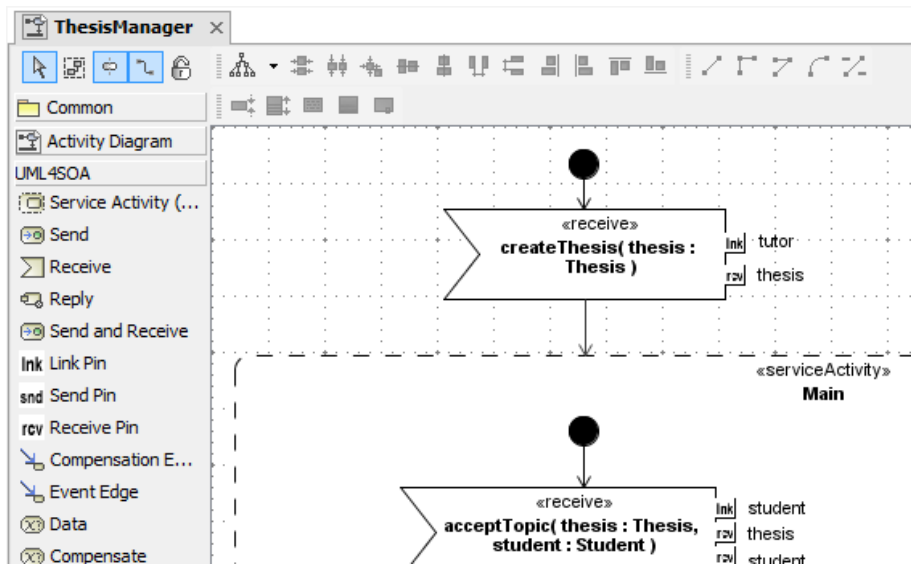 ThesisManager
Common
Activity Diagram
UML4SOA
Service Activity (...
Send
Receive
Reply
Send and Receive
lnk Link Pin
snd Send Pin
rcv Receive Pin
Compensation E...
Event Edge
Data
Compensate
«receive»
createThesis( thesis :
Thesis )
lnk tutor
rcv thesis
«serviceActivity»
Main
«receive»
acceptTopic( thesis : Thesis,
student : Student )
lnk student
rcv thesis
rcv student